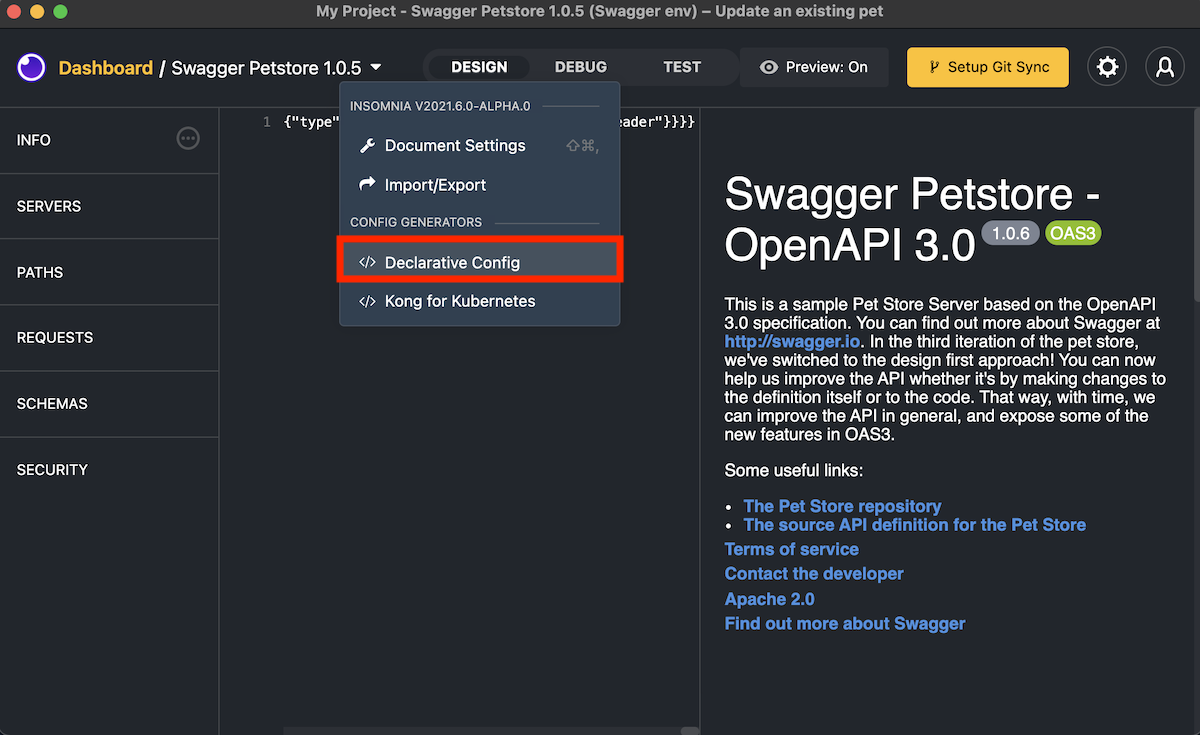 My Project - Swagger Petstore 1.0.5 (Swagger env) – Update an existing pet
Dashboard / Swagger Petstore 1.0.5
DESIGN
DEBUG
TEST
Preview: On
Setup Git Sync
INFO
SERVERS
PATHS
REQUESTS
SCHEMAS
SECURITY
1 {"type" eader"}}}}
INSOMNIA V2021.6.0-ALPHA.0
Document Settings ⇧⌘,
Import/Export
CONFIG GENERATORS
</> Declarative Config
</> Kong for Kubernetes
Swagger Petstore -
OpenAPI 3.0 1.0.6 OAS3
This is a sample Pet Store Server based on the OpenAPI
3.0 specification. You can find out more about Swagger at
http://swagger.io. In the third iteration of the pet store,
we've switched to the design first approach! You can now
help us improve the API whether it's by making changes to
the definition itself or to the code. That way, with time, we
can improve the API in general, and expose some of the
new features in OAS3.
Some useful links:
• The Pet Store repository
• The source API definition for the Pet Store
Terms of service
Contact the developer
Apache 2.0
Find out more about Swagger